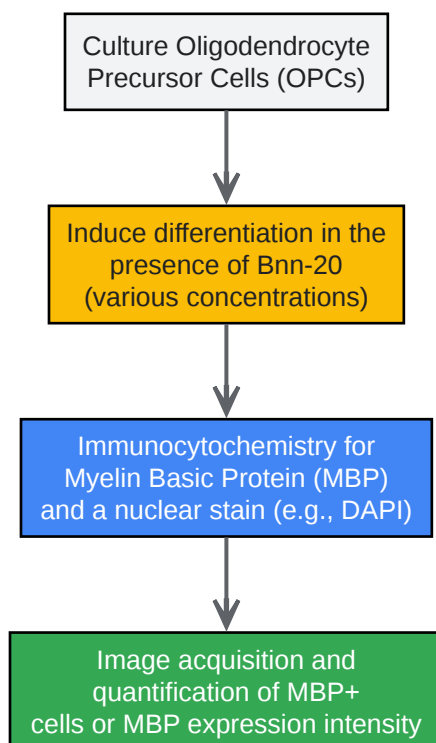 Culture Oligodendrocyte
Precursor Cells (OPCs)
Induce differentiation in the
presence of Bnn-20
(various concentrations)
Immunocytochemistry for
Myelin Basic Protein (MBP)
and a nuclear stain (e.g., DAPI)
Image acquisition and
quantification of MBP+
cells or MBP expression intensity